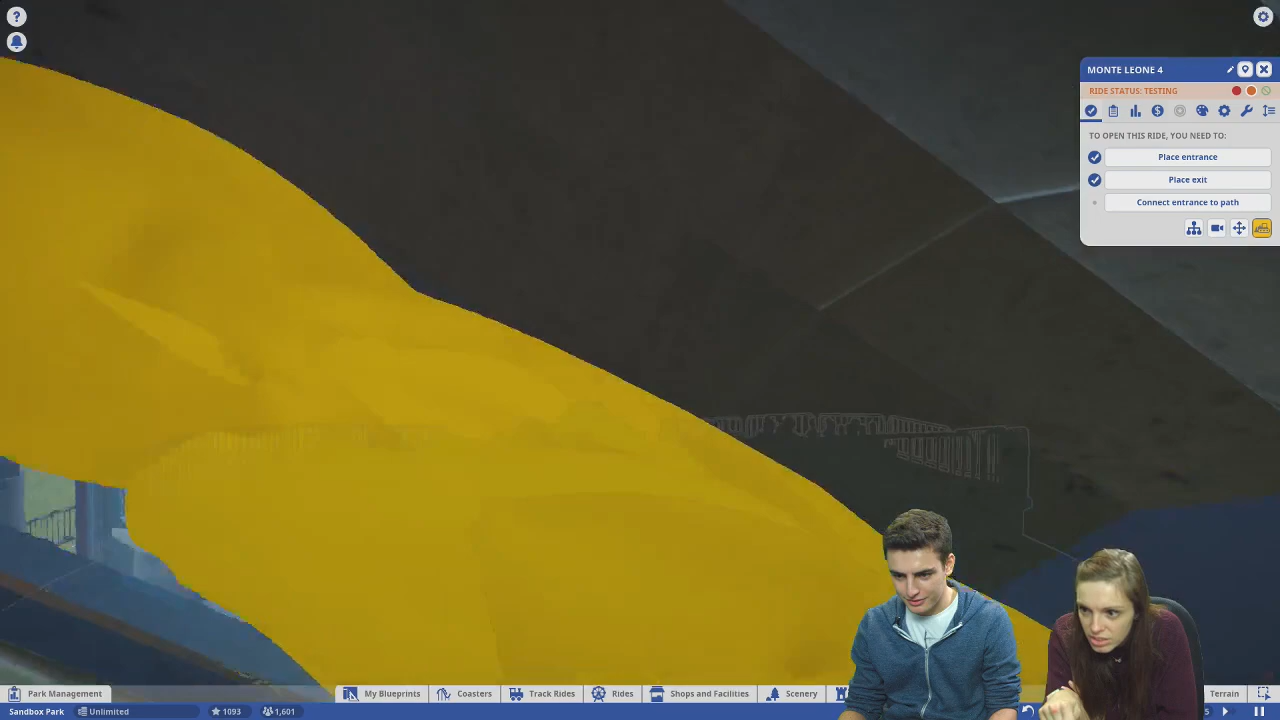 ?
MONTE LEONE 4
RIDE STATUS: TESTING
TO OPEN THIS RIDE, YOU NEED TO:
Place entrance
Place exit
Connect entrance to path
Park Management
My Blueprints
Coasters
Track Rides
Rides
Shops and Facilities
Scenery
Terrain
Sandbox Park
Unlimited
1093
1,601
5